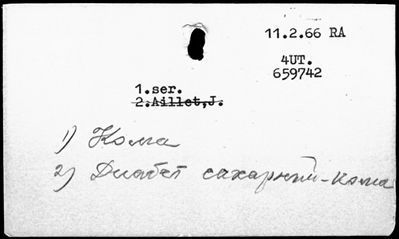 11.2.66 RA
4UT.
659742
1.ser.
2.Aillet,J.
1) Кома
2) Диабет сахарный-кома